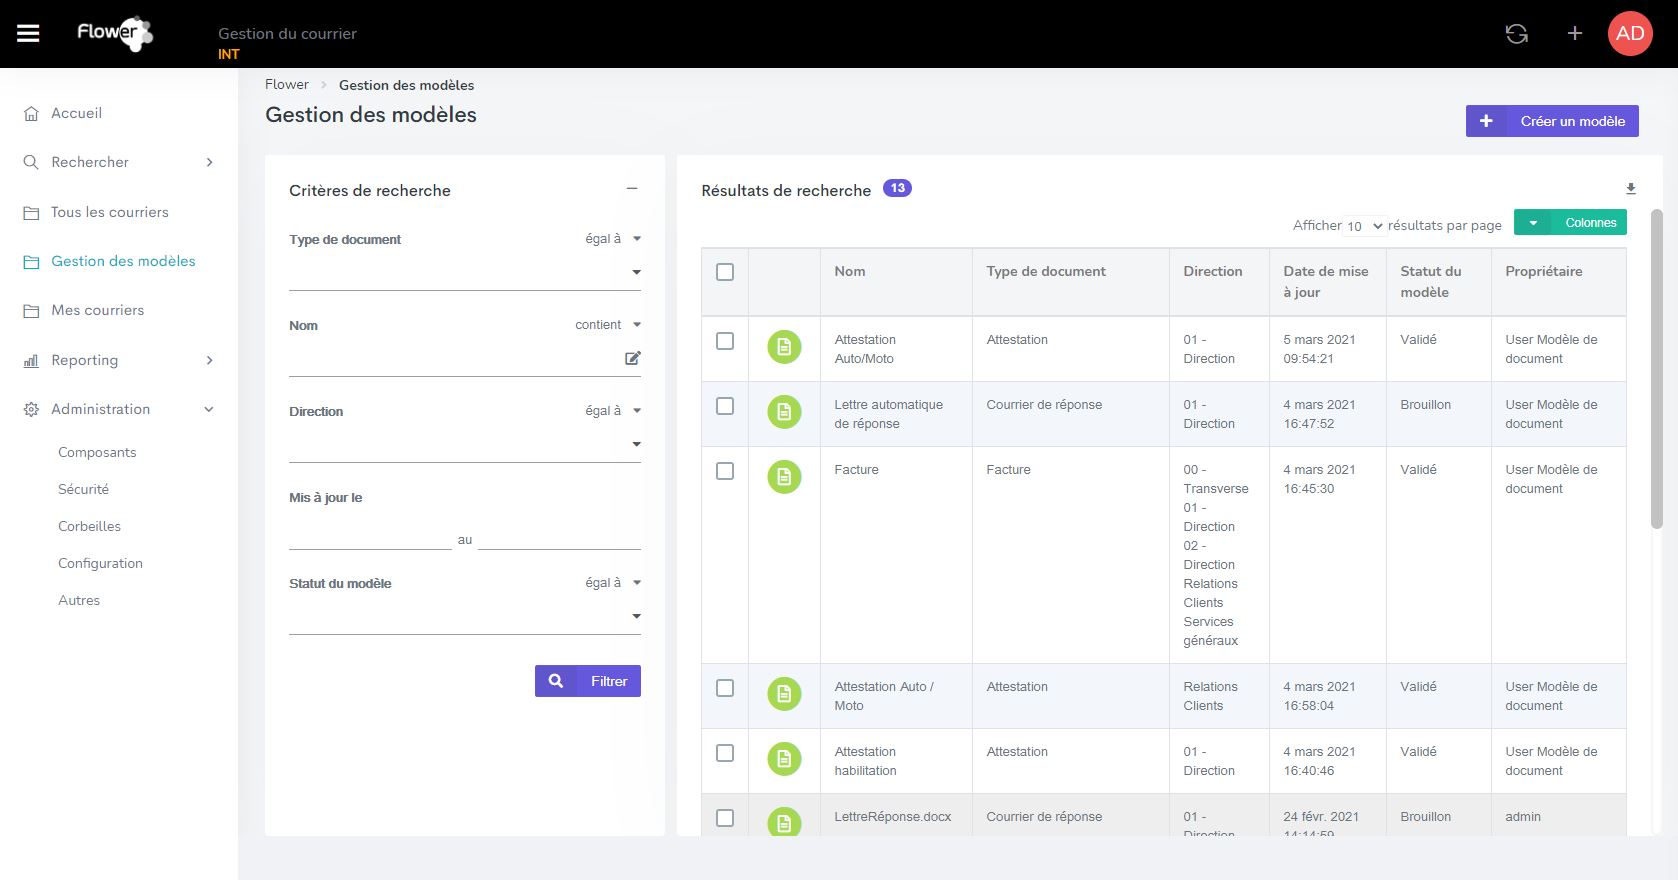 Flower
Gestion du courrier
INT
AD
Accueil
Rechercher
Tous les courriers
Gestion des modèles
Mes courriers
Reporting
Administration
Composants
Sécurité
Corbeilles
Configuration
Autres
Flower > Gestion des modèles
Gestion des modèles
Créer un modèle
Critères de recherche
Type de document égal à
Nom contient
Direction égal à
Mis à jour le
au
Statut du modèle égal à
Filtrer
Résultats de recherche 13
Afficher 10 résultats par page
Colonnes
Nom Type de document Direction Date de mise Statut du Propriétaire
à jour modèle
Attestation Attestation 01 - 5 mars 2021 Validé User Modèle de
Auto/Moto Direction 09:54:21 document
Lettre automatique Courrier de réponse 01 - 4 mars 2021 Brouillon User Modèle de
de réponse Direction 16:47:52 document
Facture Facture 00 - 4 mars 2021 Validé User Modèle de
Transverse 16:45:30 document
01 -
Direction
02 -
Direction
Relations
Clients
Services
généraux
Attestation Auto / Attestation Relations 4 mars 2021 Validé User Modèle de
Moto Clients 16:58:04 document
Attestation Attestation 01 - 4 mars 2021 Validé User Modèle de
habilitation Direction 16:40:46 document
LettreRéponse.docx Courrier de réponse 01 - 24 févr. 2021 Brouillon admin
Direction 14:14:59